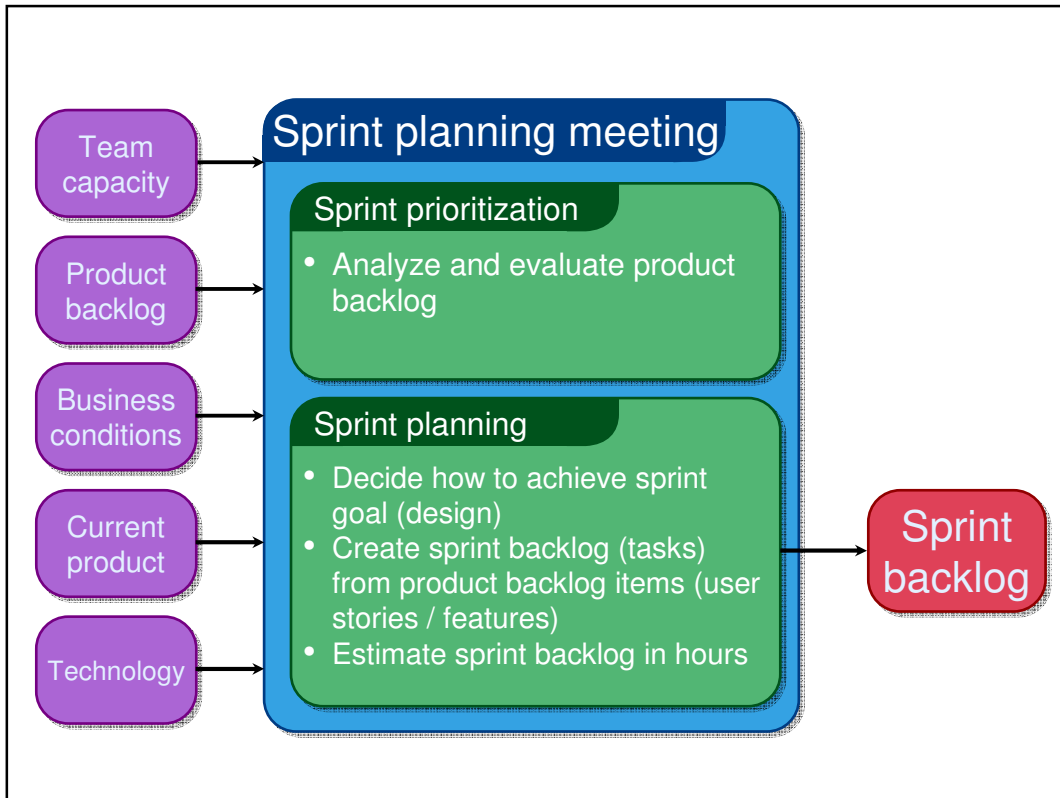 Team
capacity
Product
backlog
Business
conditions
Current
product
Technology
Sprint planning meeting
Sprint prioritization
• Analyze and evaluate product
backlog
Sprint planning
• Decide how to achieve sprint
goal (design)
• Create sprint backlog (tasks)
from product backlog items (user
stories / features)
• Estimate sprint backlog in hours
Sprint
backlog